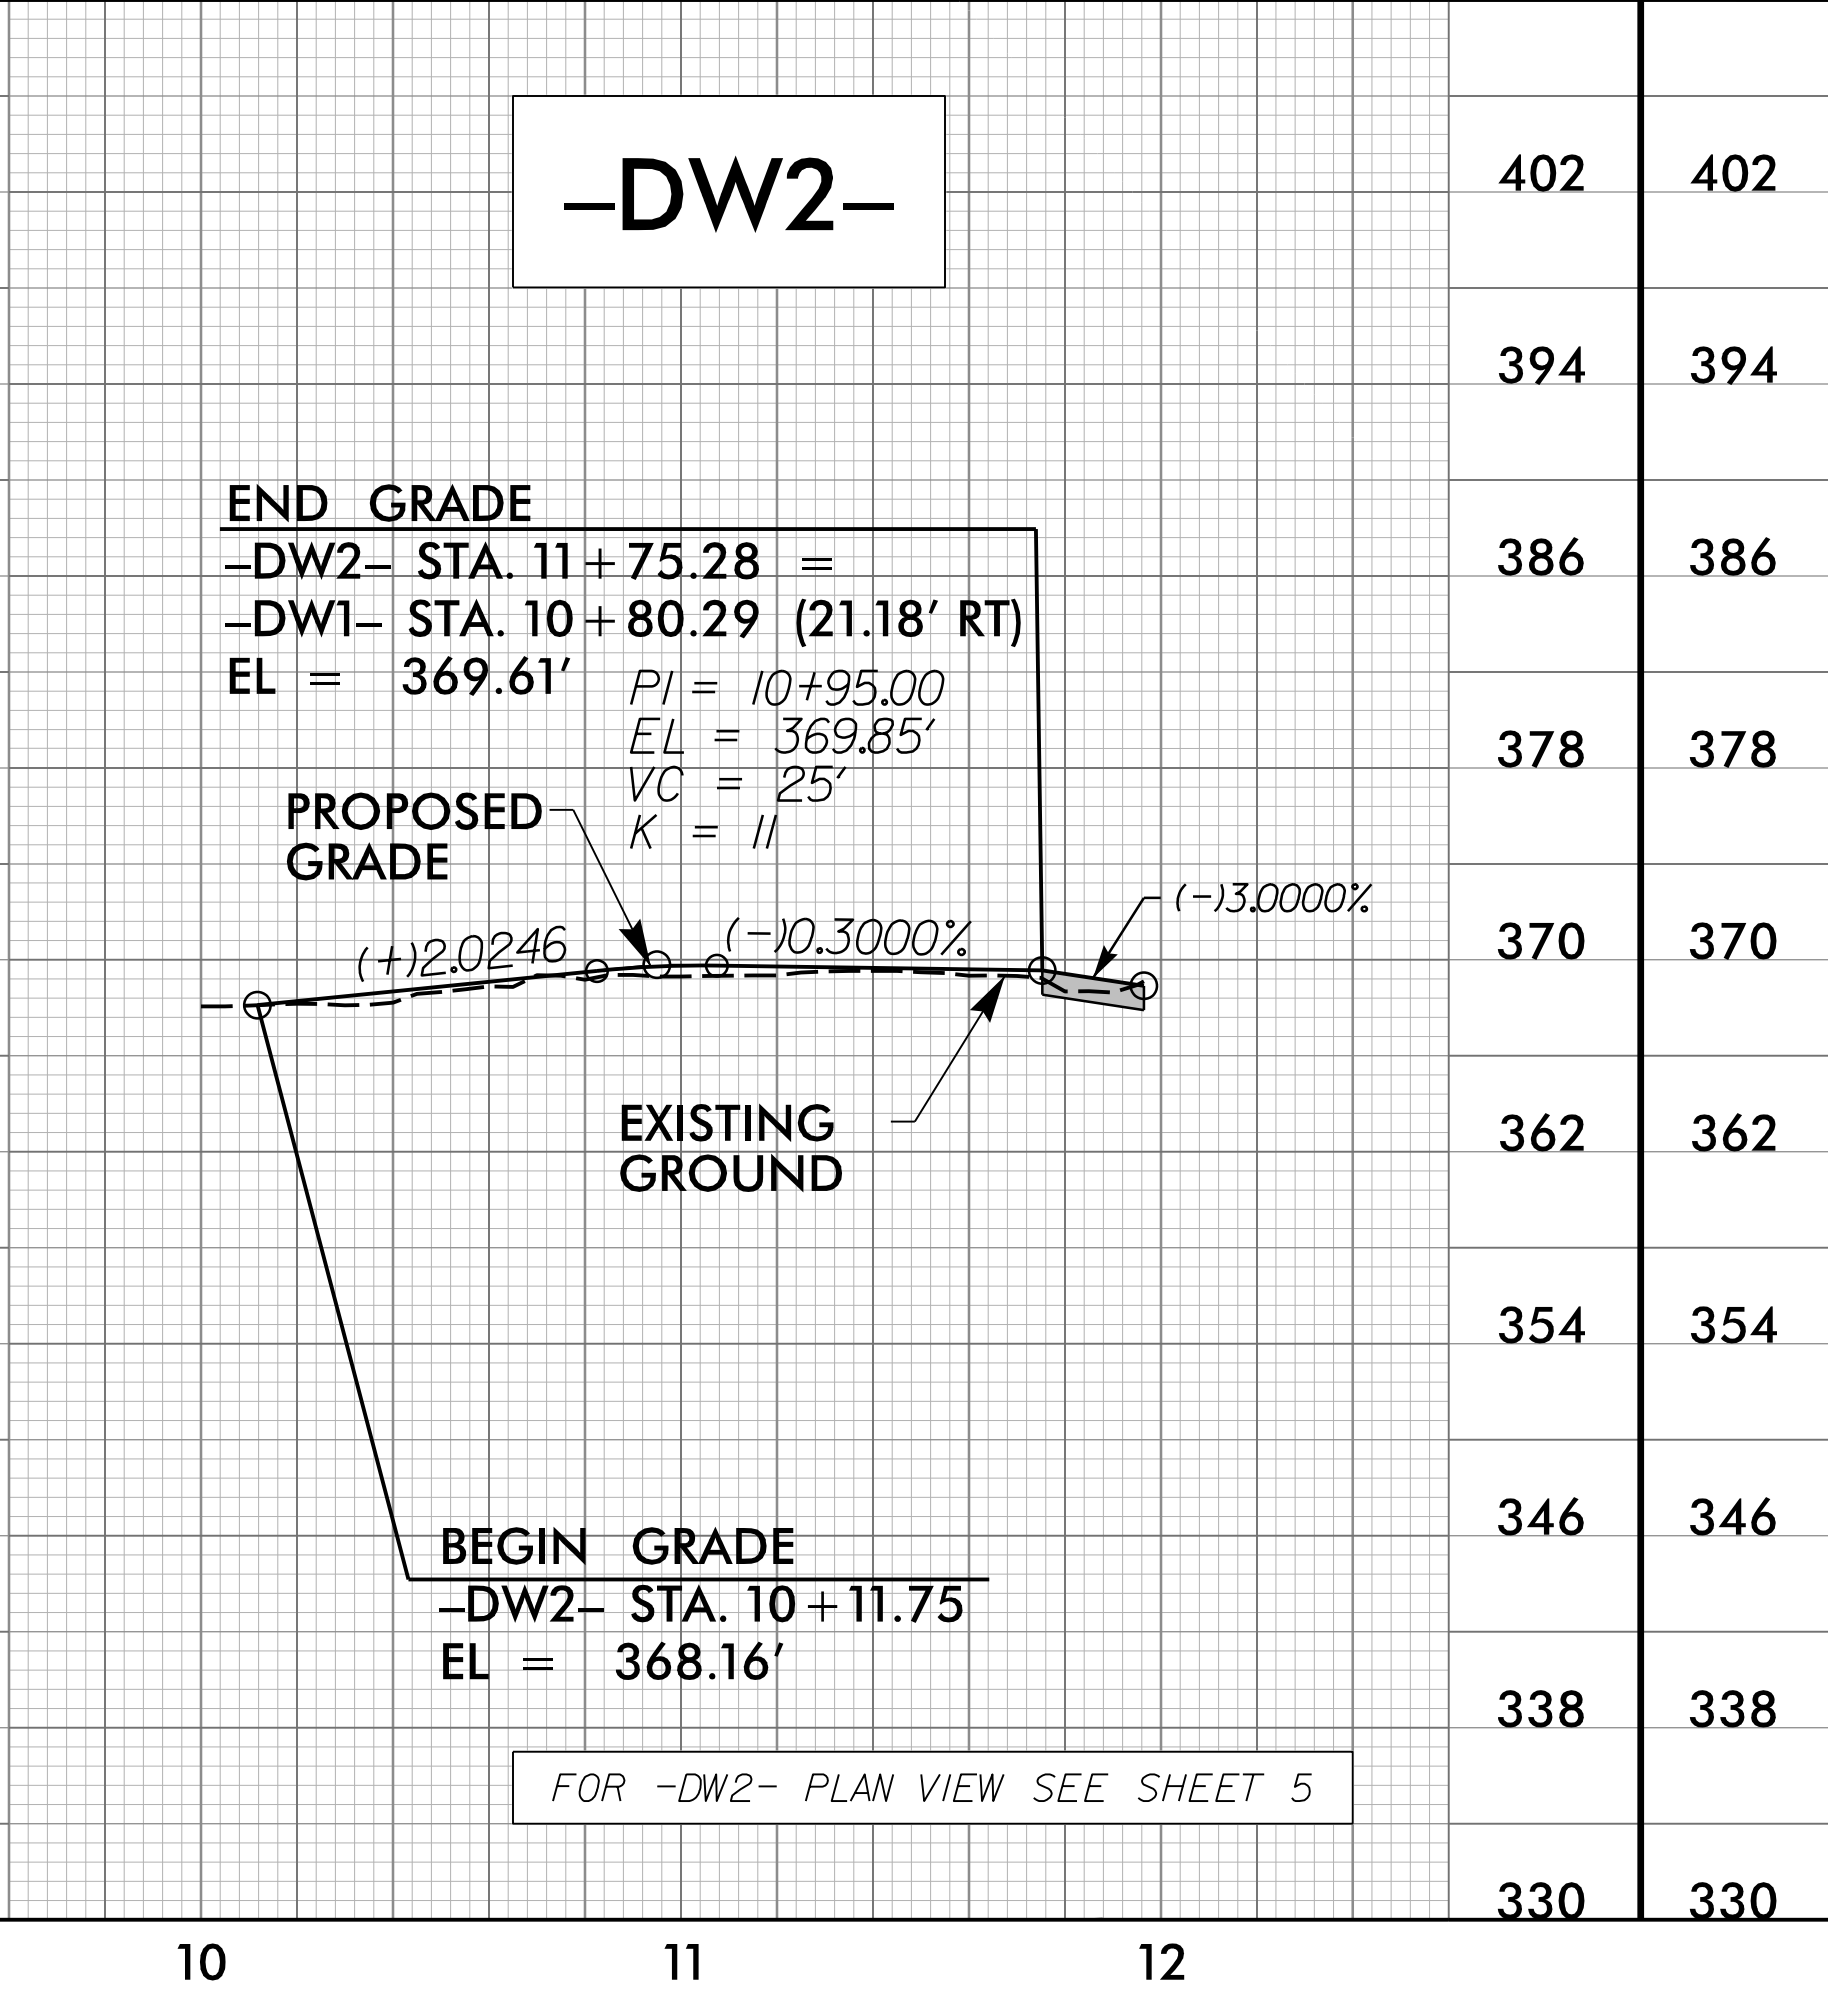 –DW2–
END GRADE
–DW2– STA. 11+75.28 =
–DW1– STA. 10+80.29 (21.18' RT)
EL = 369.61'
PI = 10+95.00
EL = 369.85'
VC = 25'
K = 11
PROPOSED
GRADE
(+)2.0246
(-)0.3000%
(-)3.0000%
EXISTING
GROUND
BEGIN GRADE
–DW2– STA. 10+11.75
EL = 368.16'
FOR -DW2- PLAN VIEW SEE SHEET 5
402 402
394 394
386 386
378 378
370 370
362 362
354 354
346 346
338 338
330 330
10 11 12